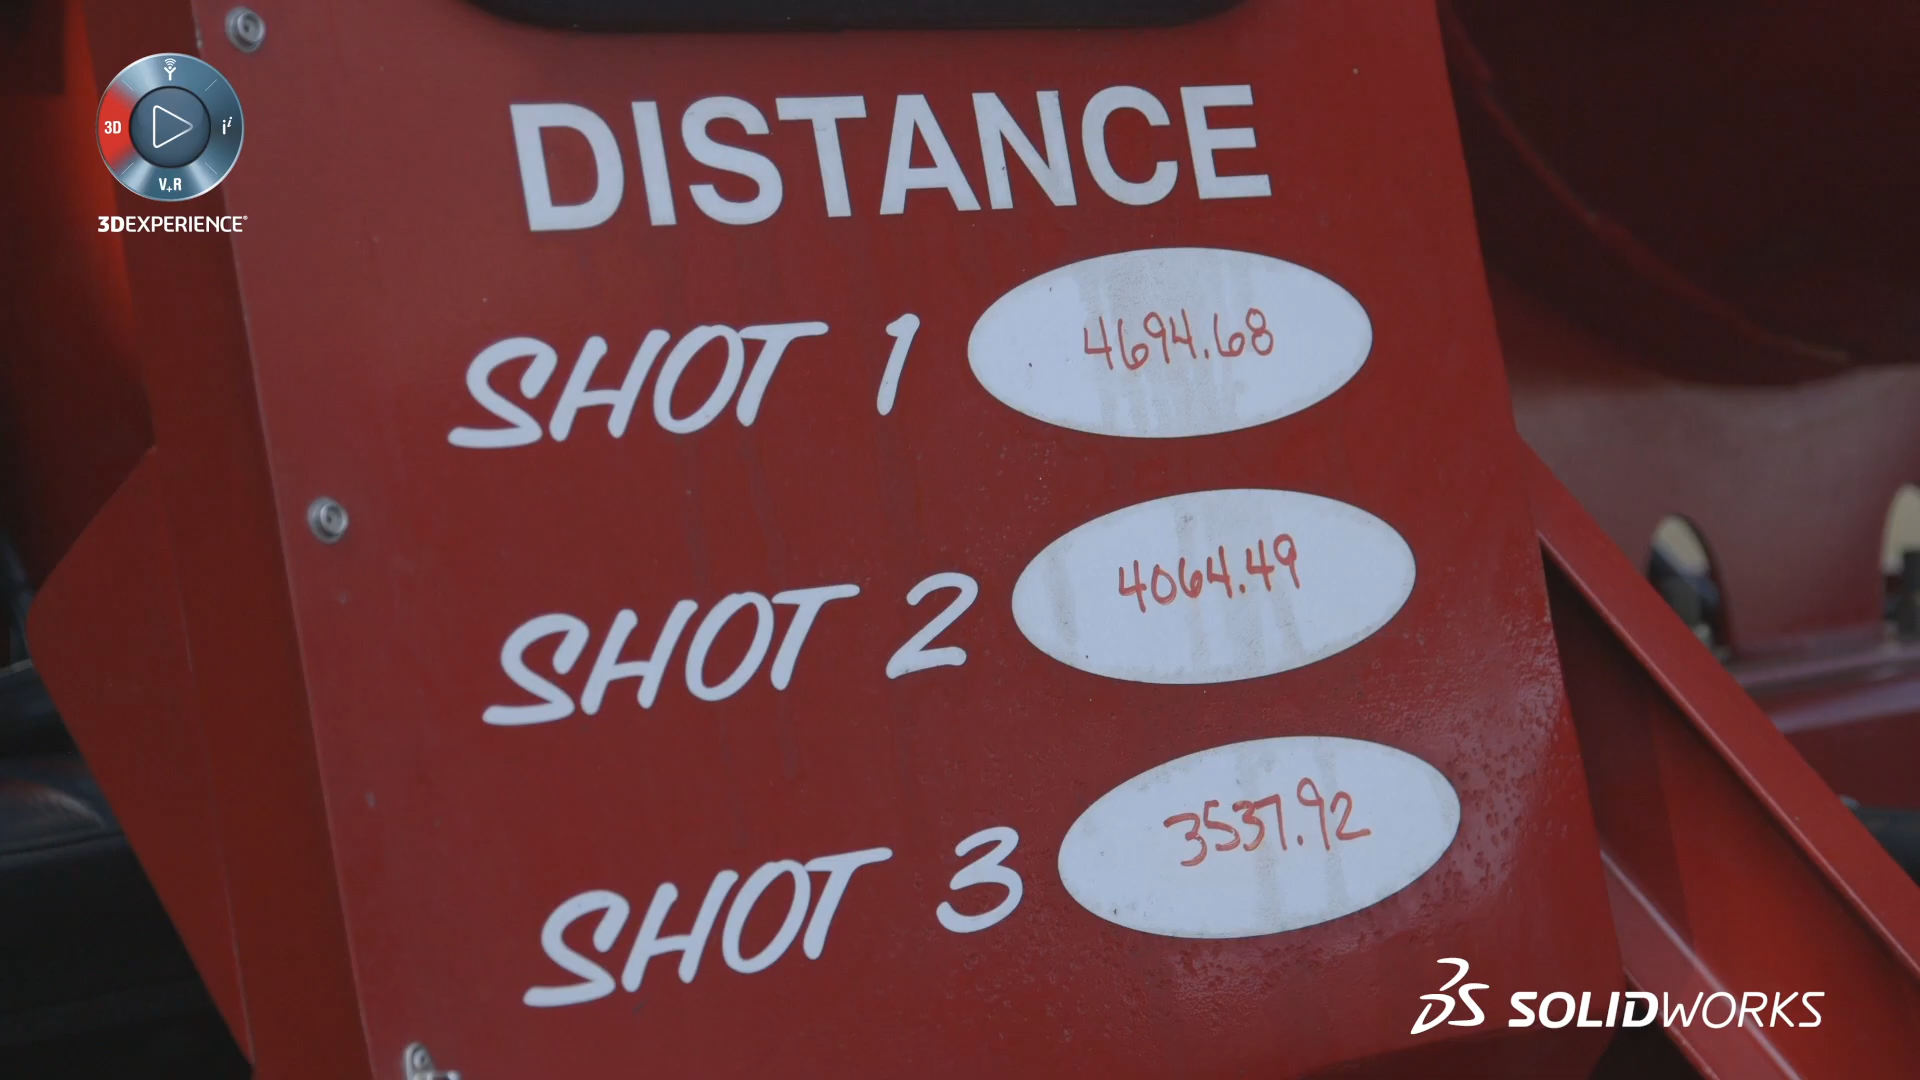 3D
i i
V+R
3DEXPERIENCE®
DISTANCE
SHOT 1 4694.68
SHOT 2 4064.49
SHOT 3 3537.92
SOLIDWORKS